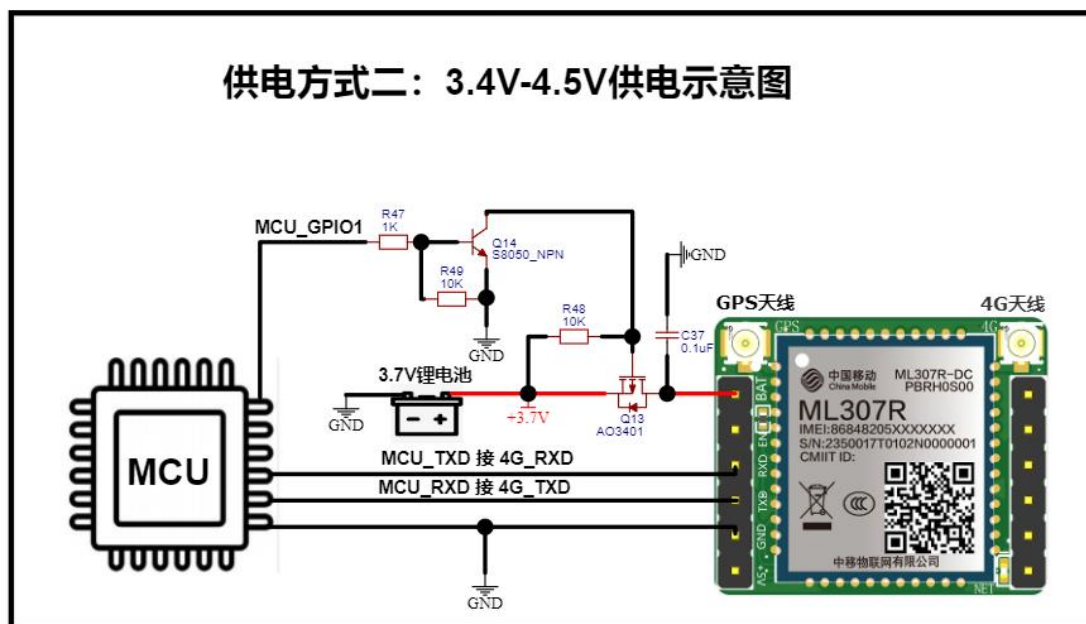 供电方式二：3.4V-4.5V供电示意图
MCU_GPIO1
R47
1K
Q14
S8050_NPN
R49
10K
GND
R48
10K
GND
C37
0.1uF
3.7V锂电池
GND
+3.7V
Q13
AO3401
MCU
MCU_TXD 接 4G_RXD
MCU_RXD 接 4G_TXD
GND
GPS天线
4G天线
GPS
4G
BAT
EN
RXD
TXD
GND
+5V
NET
中国移动
China Mobile
ML307R-DC
PBRH0S00
ML307R
IMEI:86848205XXXXXXX
S/N:2350017T0102N0000001
CMIIT ID:
CCC
中移物联网有限公司